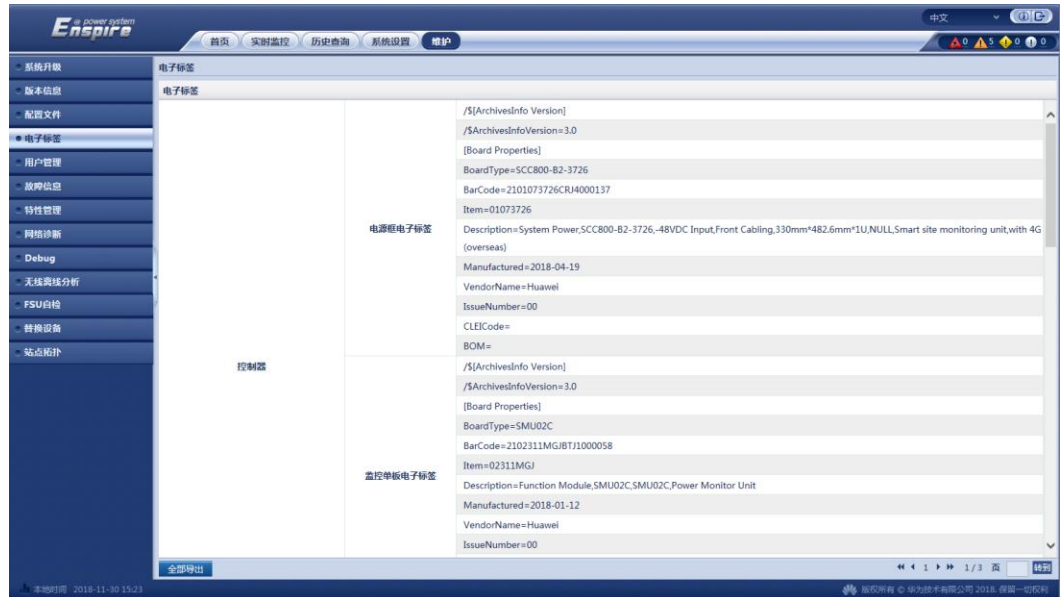 e power system
Enspire
中文
首页 实时监控 历史查询 系统设置 维护
0 5 0 0
系统升级
版本信息
配置文件
电子标签
用户管理
故障信息
特性管理
网络诊断
Debug
无线离线分析
FSU自检
替换设备
站点拓扑
电子标签
电子标签
控制器
电源框电子标签
/$[ArchivesInfo Version]
/$ArchivesInfoVersion=3.0
[Board Properties]
BoardType=SCC800-B2-3726
BarCode=2101073726CRJ4000137
Item=01073726
Description=System Power,SCC800-B2-3726,-48VDC Input,Front Cabling,330mm*482.6mm*1U,NULL,Smart site monitoring unit,with 4G
(overseas)
Manufactured=2018-04-19
VendorName=Huawei
IssueNumber=00
CLEICode=
BOM=
监控单板电子标签
/$[ArchivesInfo Version]
/$ArchivesInfoVersion=3.0
[Board Properties]
BoardType=SMU02C
BarCode=2102311MGJBTJ1000058
Item=02311MGJ
Description=Function Module,SMU02C,SMU02C,Power Monitor Unit
Manufactured=2018-01-12
VendorName=Huawei
IssueNumber=00
全部导出
1 1/3 页 转到
本地时间 2018-11-30 15:23
版权所有 © 华为技术有限公司 2018. 保留一切权利